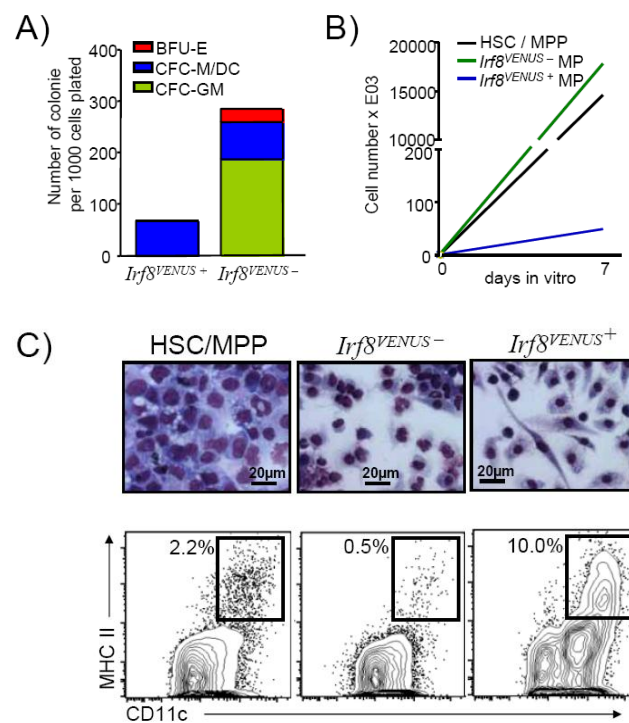 A)
BFU-E
CFC-M/DC
CFC-GM
Number of colonie
per 1000 cells plated
400
300
200
100
0
Irf8VENUS +
Irf8VENUS –
B)
HSC / MPP
Irf8VENUS – MP
Irf8VENUS + MP
Cell number x E03
20000
15000
10000
200
100
0
0
7
days in vitro
C)
HSC/MPP
Irf8VENUS –
Irf8VENUS +
20µm
20µm
20µm
2.2%
0.5%
10.0%
MHC II
CD11c